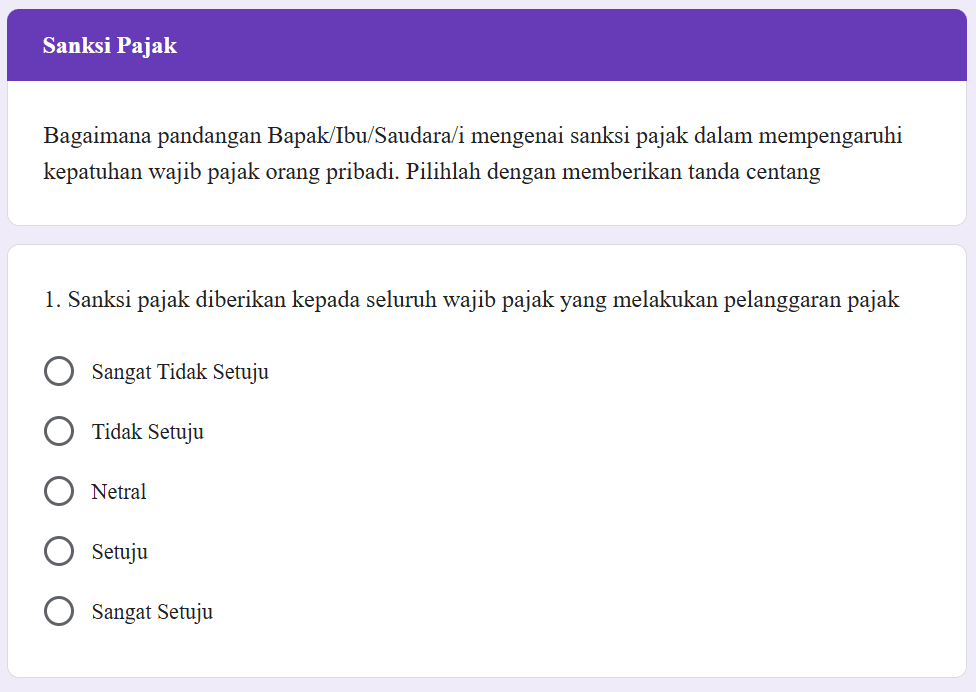 Sanksi Pajak
Bagaimana pandangan Bapak/Ibu/Saudara/i mengenai sanksi pajak dalam mempengaruhi
kepatuhan wajib pajak orang pribadi. Pilihlah dengan memberikan tanda centang
1. Sanksi pajak diberikan kepada seluruh wajib pajak yang melakukan pelanggaran pajak
Sangat Tidak Setuju
Tidak Setuju
Netral
Setuju
Sangat Setuju